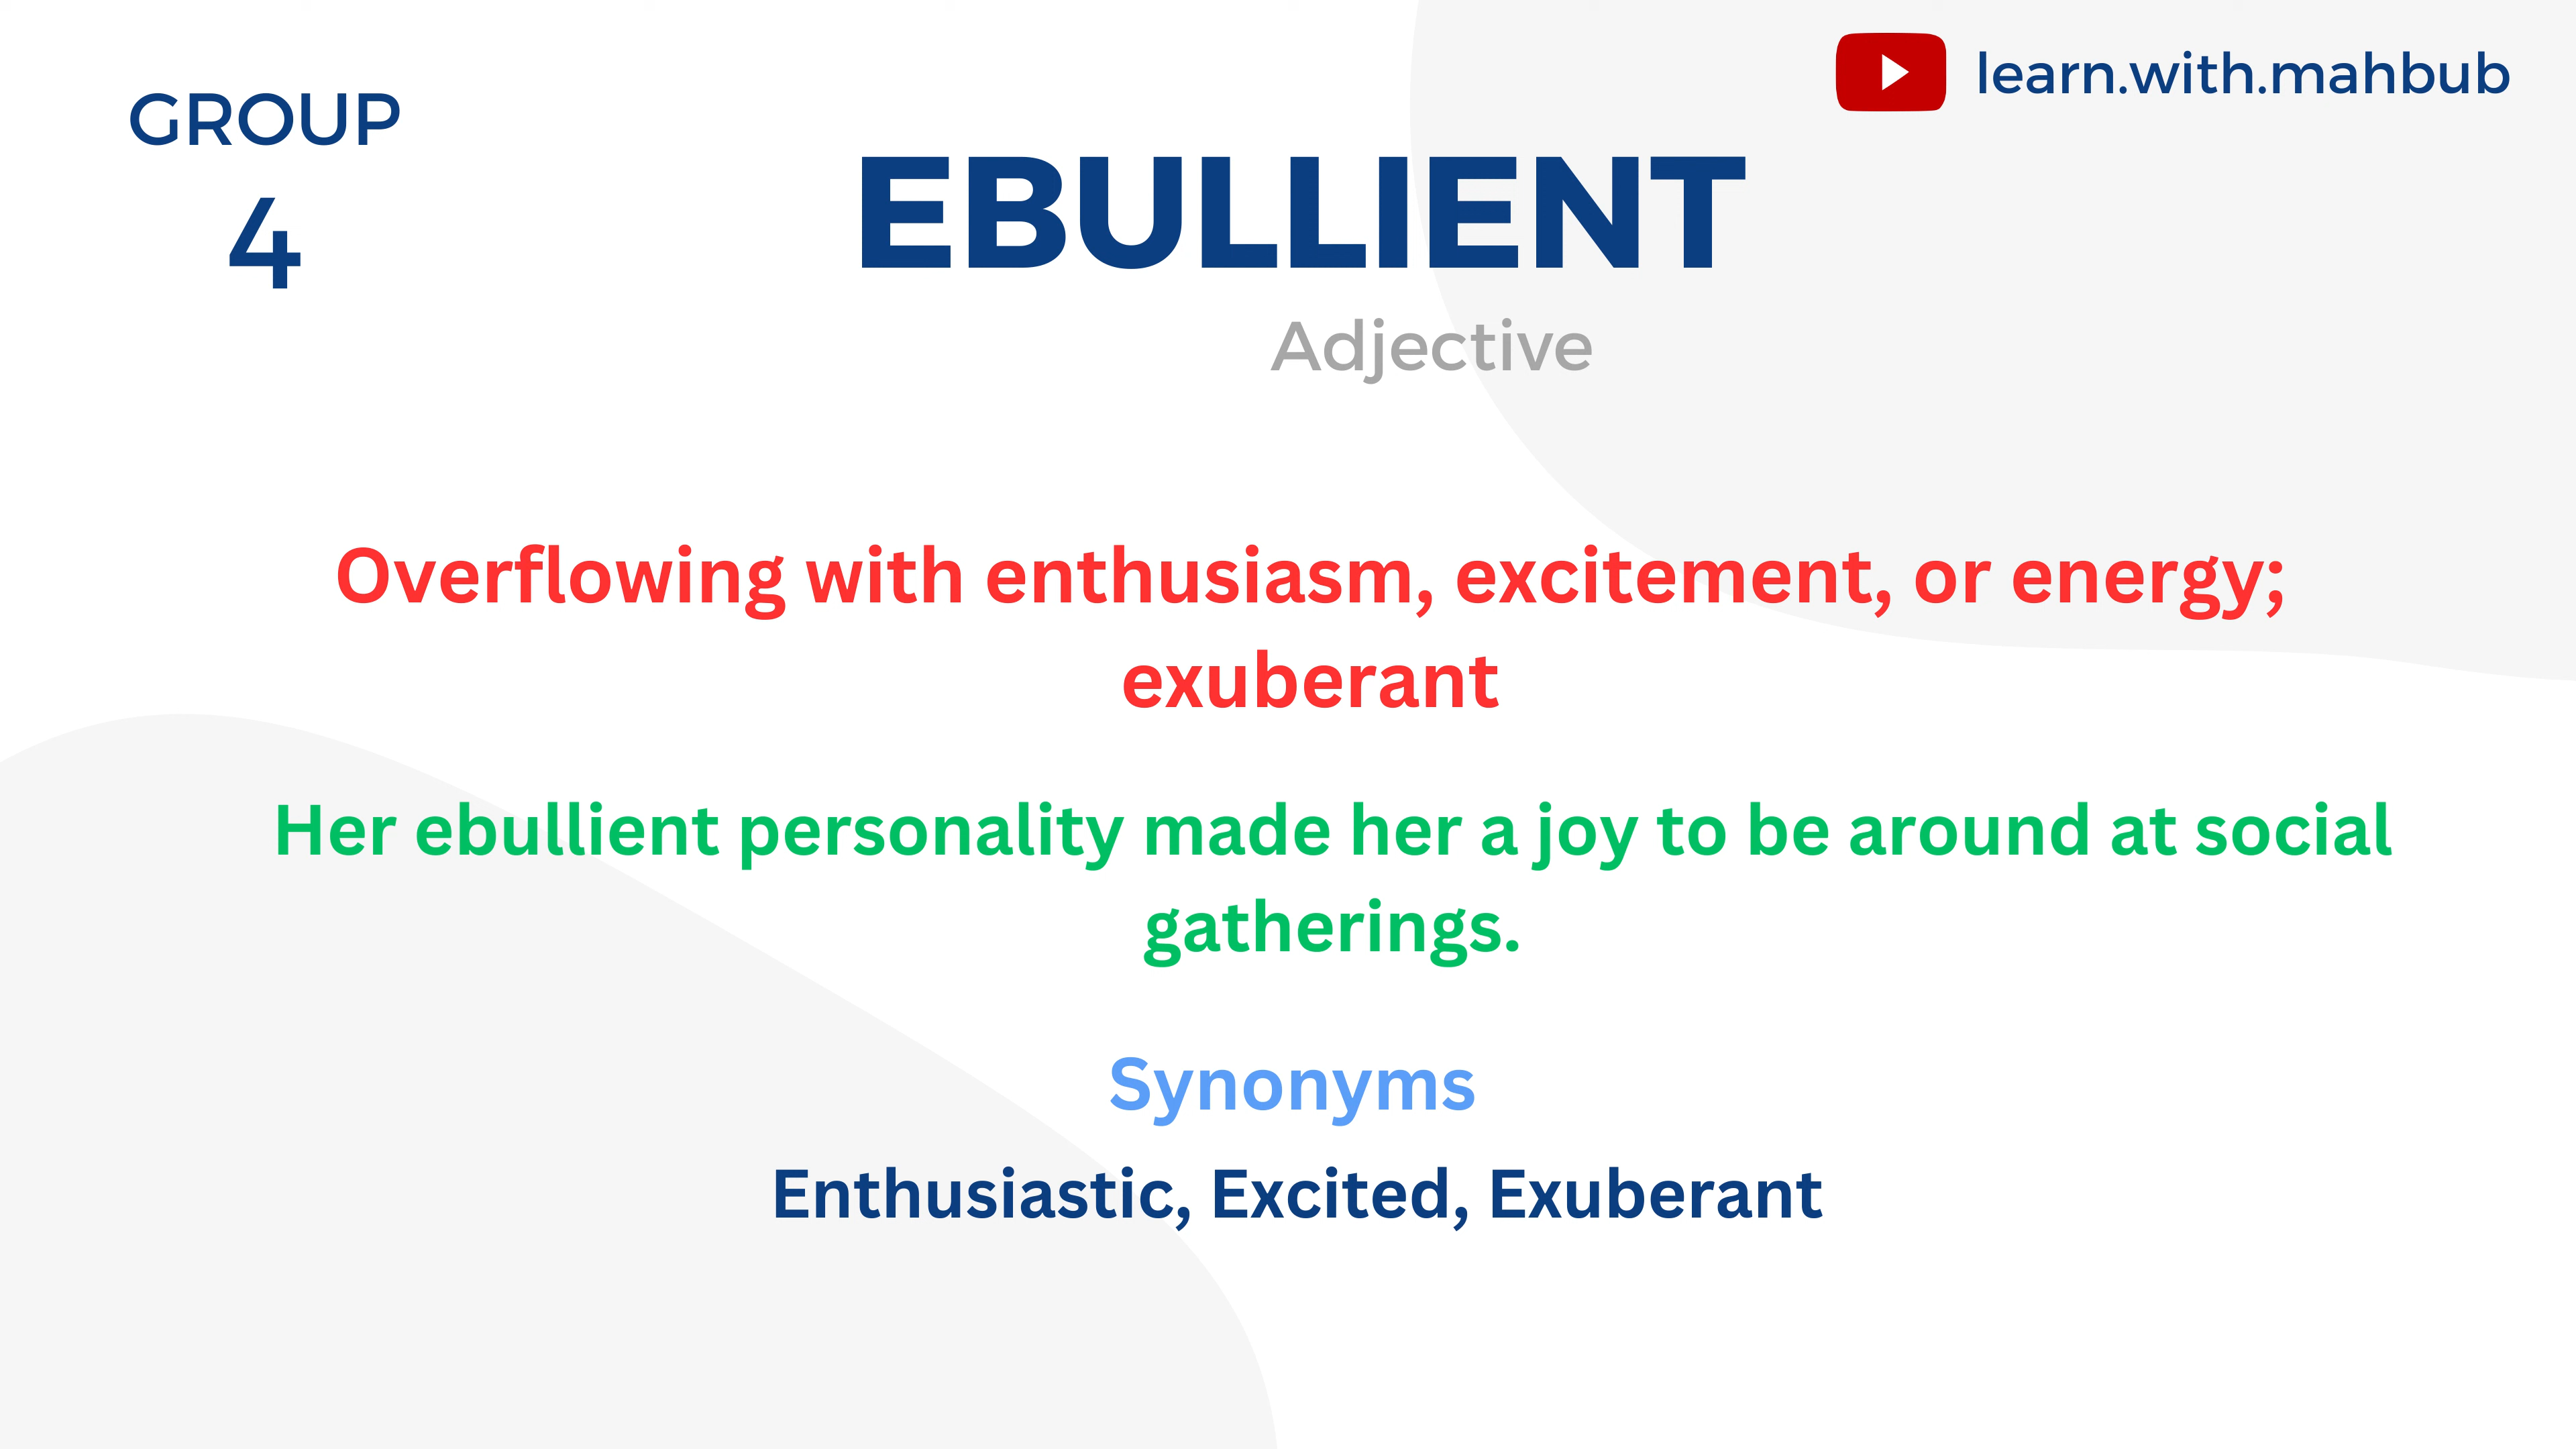 learn.with.mahbub
GROUP
4
EBULLIENT
Adjective
Overflowing with enthusiasm, excitement, or energy;
exuberant
Her ebullient personality made her a joy to be around at social
gatherings.
Synonyms
Enthusiastic, Excited, Exuberant